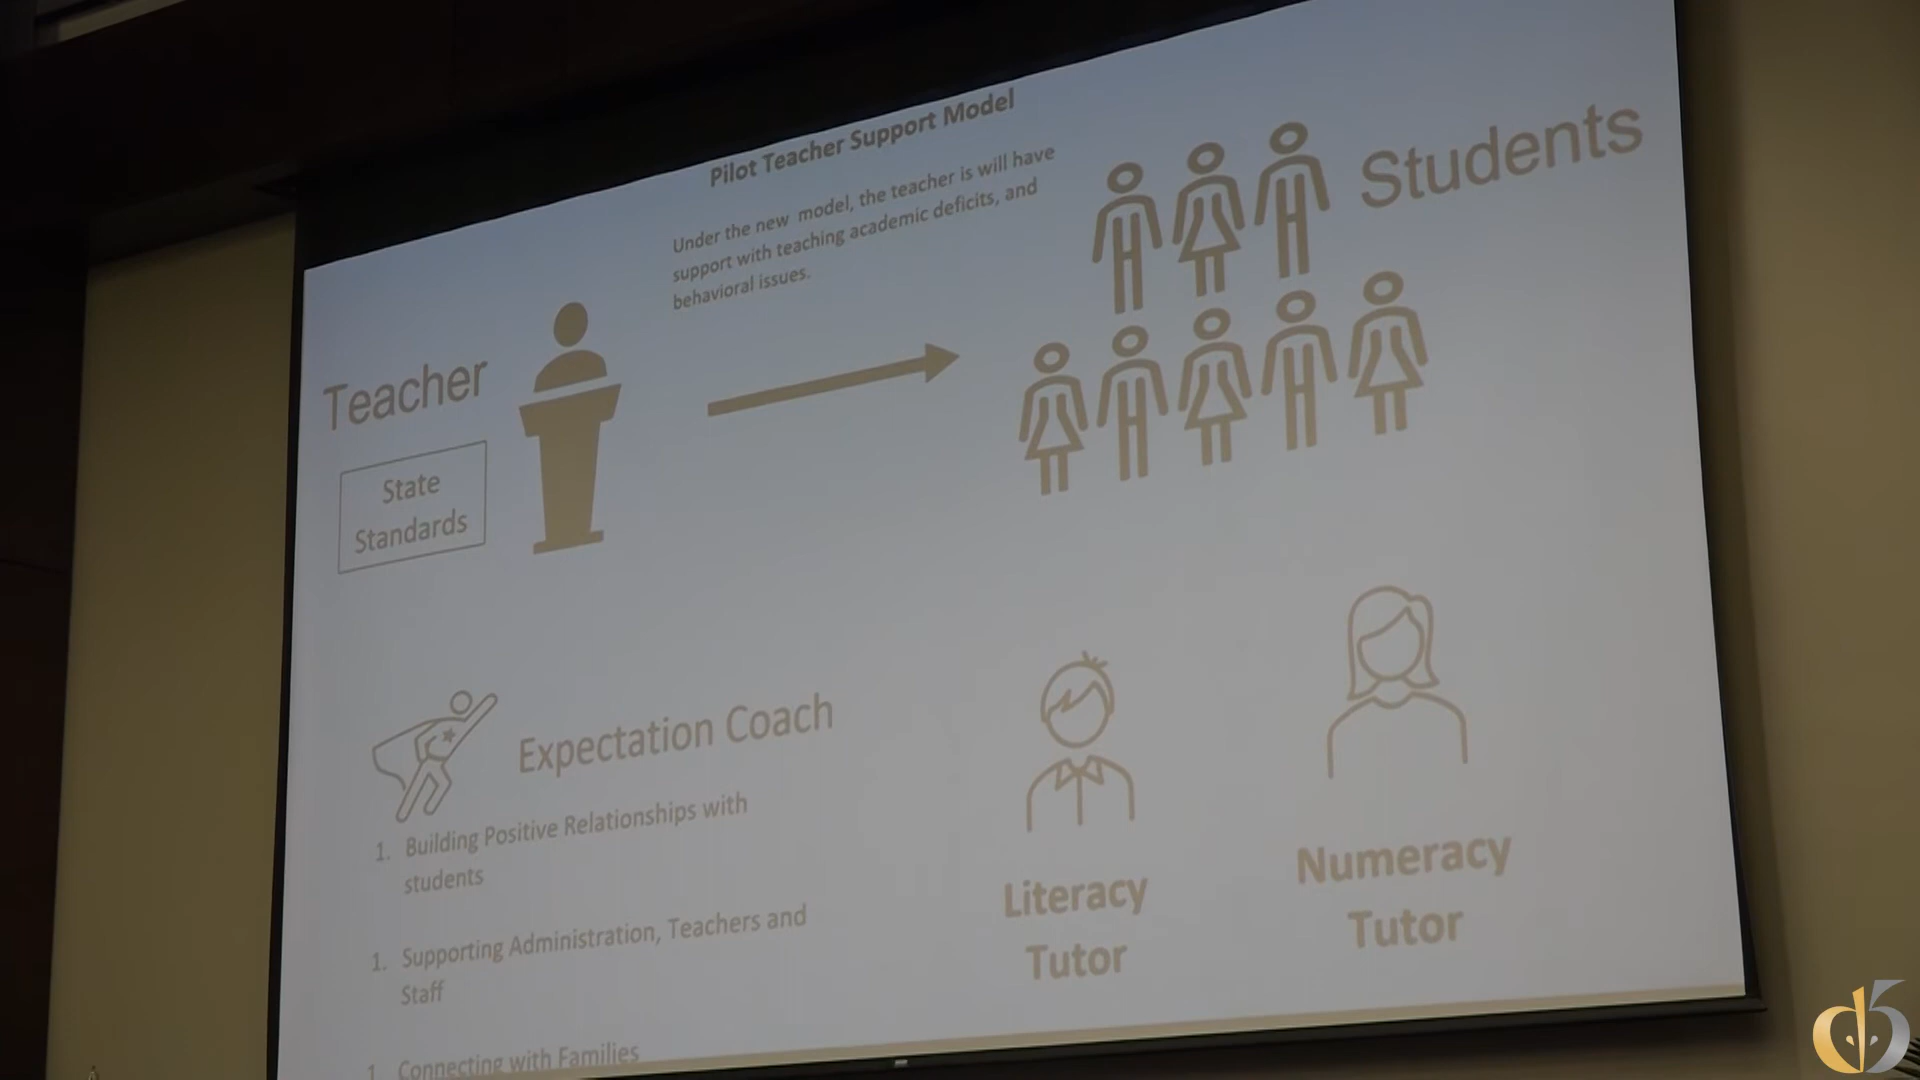 Pilot Teacher Support Model
Under the new model, the teacher is will have
support with teaching academic deficits, and
behavioral issues.
Students
Teacher
State
Standards
Expectation Coach
1. Building Positive Relationships with
students
1. Supporting Administration, Teachers and
Staff
1. Connecting with Families
Literacy
Tutor
Numeracy
Tutor